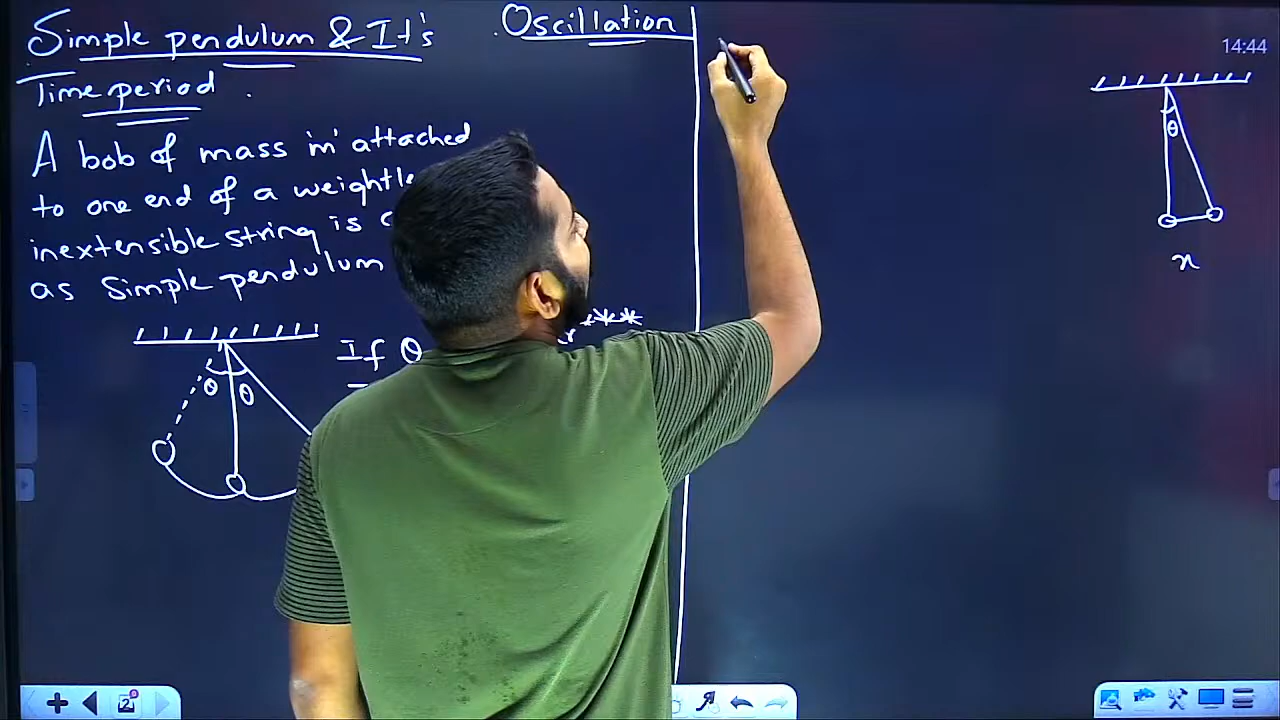 Simple pendulum & It's
Time period.
Oscillation
A bob of mass 'm' attached
to one end of a
inextensible string is
as Simple pendulum
If θ
θ θ
θ
x
14:44
2